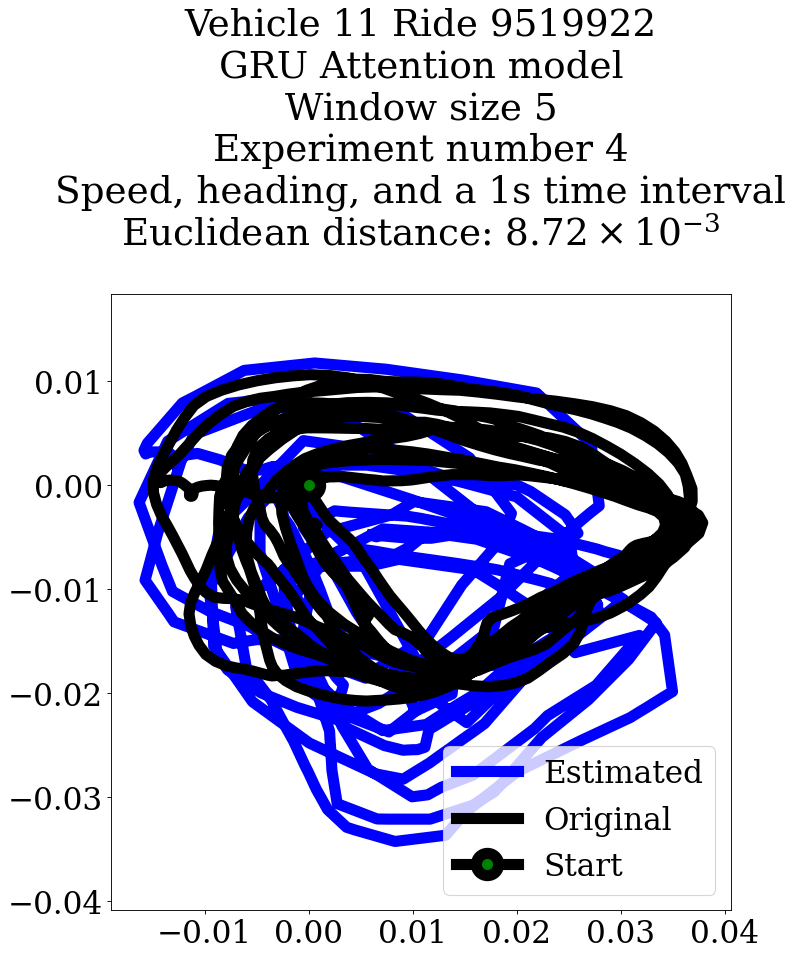 Vehicle 11 Ride 9519922
GRU Attention model
Window size 5
Experiment number 4
Speed, heading, and a 1s time interval
Euclidean distance: 8.72 × 10⁻³
0.01
0.00
−0.01
−0.02
−0.03
−0.04
Estimated
Original
Start
−0.01 0.00 0.01 0.02 0.03 0.04